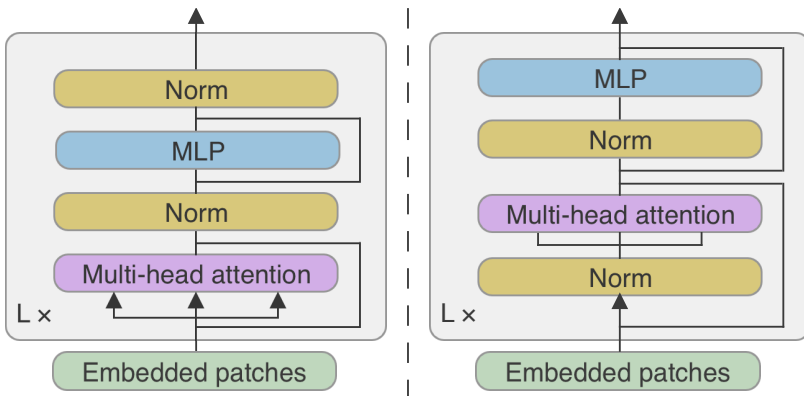 Norm
MLP
Norm
Multi-head attention
L ×
Embedded patches
MLP
Norm
Multi-head attention
Norm
L ×
Embedded patches